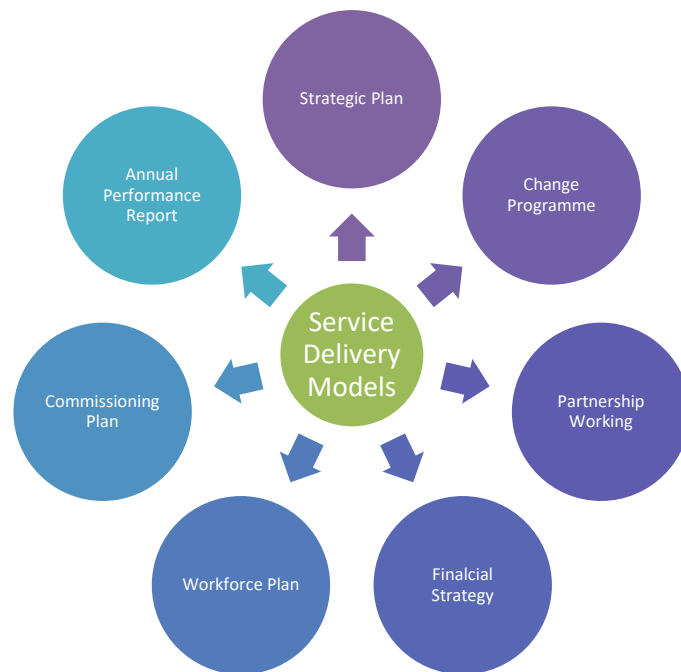 Strategic Plan
Change
Programme
Partnership
Working
Finalcial
Strategy
Workforce Plan
Commissioning
Plan
Annual
Performance
Report
Service
Delivery
Models